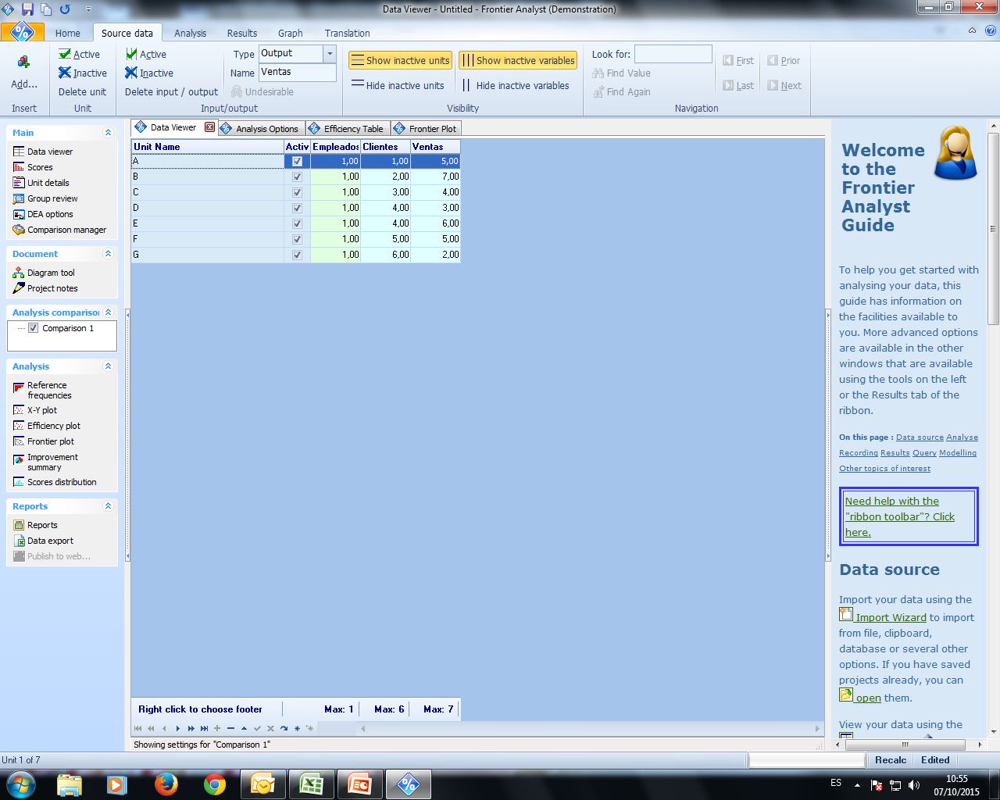 Data Viewer - Untitled - Frontier Analyst (Demonstration)
Home Source data Analysis Results Graph Translation
Add...
Insert
Active
Inactive
Delete unit
Unit
Active
Inactive
Delete input / output
Type Output
Name Ventas
Undesirable
Input/output
Show inactive units
Hide inactive units
Show inactive variables
Hide inactive variables
Visibility
Look for:
Find Value
Find Again
First
Last
Prior
Next
Navigation
Main
Data viewer
Scores
Unit details
Group review
DEA options
Comparison manager
Document
Diagram tool
Project notes
Analysis comparisor
Comparison 1
Analysis
Reference
frequencies
X-Y plot
Efficiency plot
Frontier plot
Improvement
summary
Scores distribution
Reports
Reports
Data export
Publish to web...
Data Viewer Analysis Options Efficiency Table Frontier Plot
Unit Name Activ Empleados Clientes Ventas
A 1,00 1,00 5,00
B 1,00 2,00 7,00
C 1,00 3,00 4,00
D 1,00 4,00 3,00
E 1,00 4,00 6,00
F 1,00 5,00 5,00
G 1,00 6,00 2,00
Right click to choose footer Max: 1 Max: 6 Max: 7
Showing settings for "Comparison 1"
Welcome
to the
Frontier
Analyst
Guide
To help you get started with
analysing your data, this
guide has information on
the facilities available to
you. More advanced options
are available in the other
windows that are available
using the tools on the left
or the Results tab of the
ribbon.
On this page : Data source Analyse
Recording Results Query Modelling
Other topics of interest
Need help with the
"ribbon toolbar"? Click
here.
Data source
Import your data using the
Import Wizard to import
from file, clipboard,
database or several other
options. If you have saved
projects already, you can
open them.
View your data using the
Unit 1 of 7
Recalc Edited
ES
10:55
07/10/2015